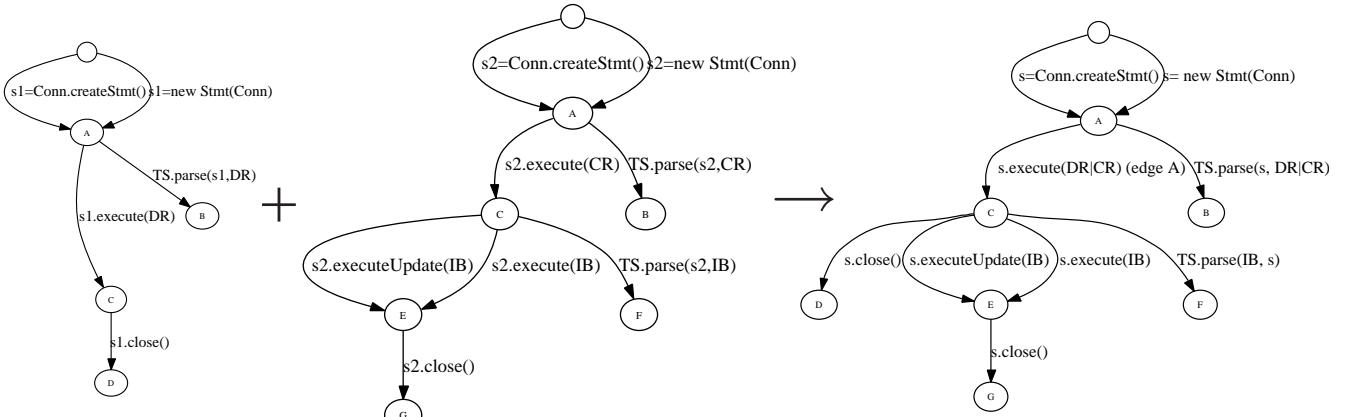 s1=Conn.createStmt() s1=new Stmt(Conn)
A
TS.parse(s1,DR)
s1.execute(DR)
B
C
s1.close()
D
+
s2=Conn.createStmt() s2=new Stmt(Conn)
A
s2.execute(CR) TS.parse(s2,CR)
C
B
s2.executeUpdate(IB) s2.execute(IB) TS.parse(s2,IB)
E
F
s2.close()
G
s=Conn.createStmt() s= new Stmt(Conn)
A
s.execute(DR|CR) (edge A) TS.parse(s, DR|CR)
C
B
s.close() s.executeUpdate(IB) s.execute(IB) TS.parse(IB, s)
D
E
F
s.close()
G